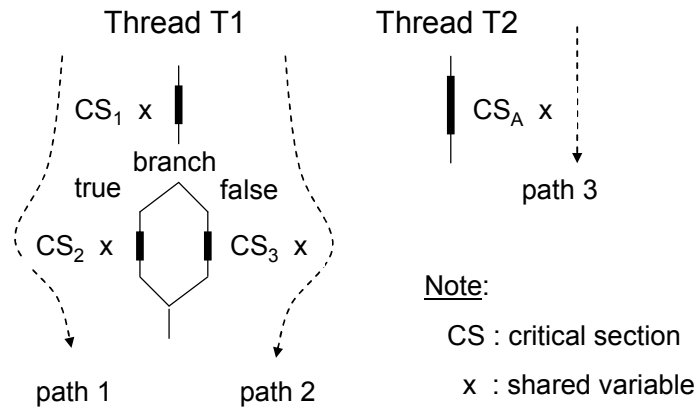 Thread T1
Thread T2
CS1 x
CSA x
branch
true
false
path 3
CS2 x
CS3 x
Note:
CS : critical section
path 1
path 2
x : shared variable